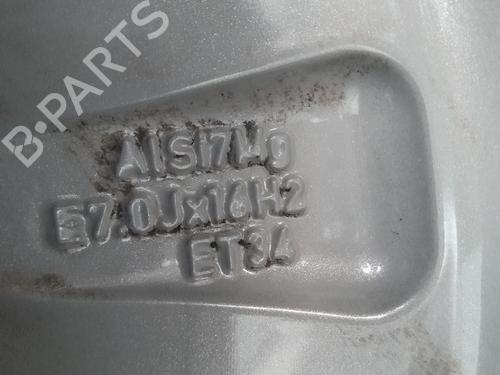 B-PARTS
AlSi7Mg
E7.0Jx16H2
ET34